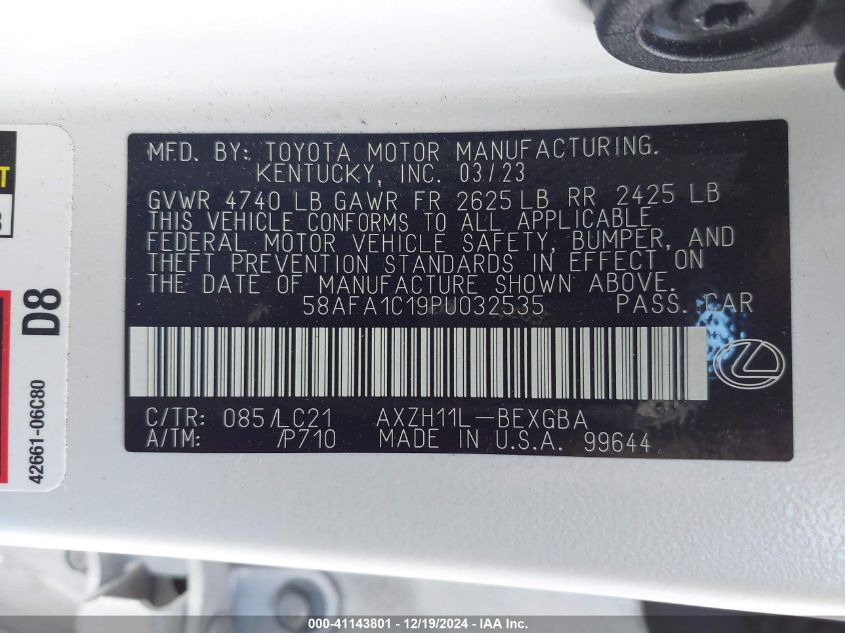 MFD. BY: TOYOTA MOTOR MANUFACTURING.
KENTUCKY, INC. 03/23
GVWR 4740 LB GAWR FR 2625 LB RR 2425 LB
THIS VEHICLE CONFORMS TO ALL APPLICABLE
FEDERAL MOTOR VEHICLE SAFETY, BUMPER, AND
THEFT PREVENTION STANDARDS IN EFFECT ON
THE DATE OF MANUFACTURE SHOWN ABOVE.
58AFA1C19PU032535 PASS. CAR
C/TR: 085/LC21 AXZH11L-BEXGBA
A/TM: /P710 MADE IN U.S.A. 99644
D8
42661-06C80
000-41143801 - 12/19/2024 - IAA Inc.